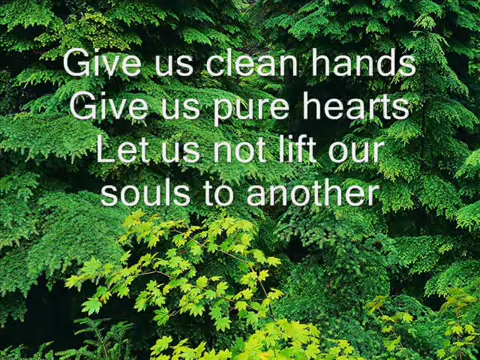 Give us clean hands
Give us pure hearts
Let us not lift our
souls to another